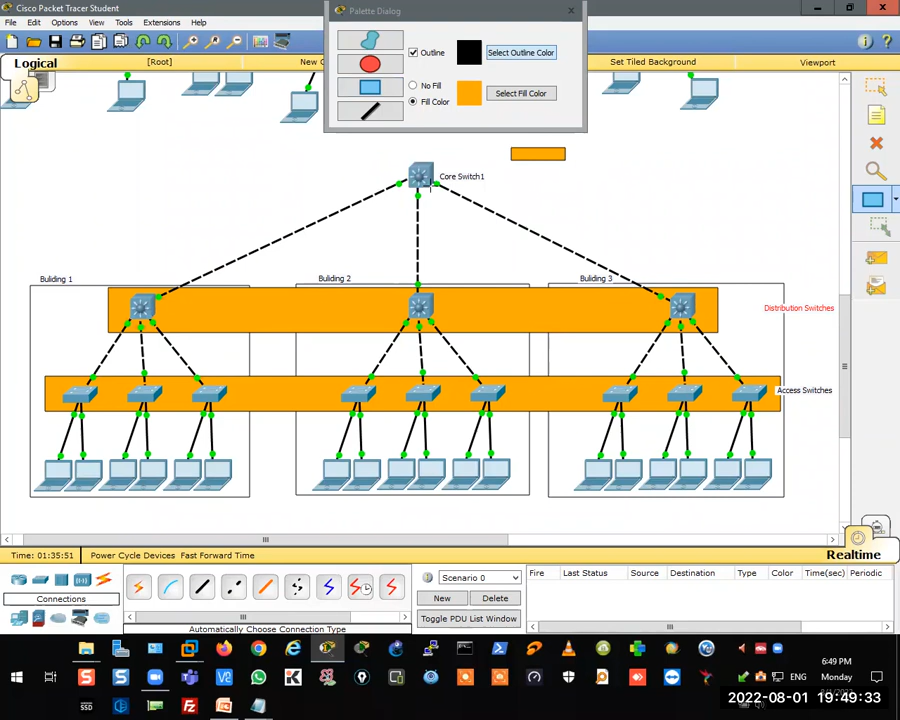 Cisco Packet Tracer Student
File Edit Options View Tools Extensions Help
Palette Dialog
Outline
Select Outline Color
No Fill
Fill Color
Select Fill Color
Logical
[Root]
New C
Set Tiled Background
Viewport
Core Switch1
Buliding 1
Buliding 2
Buliding 3
Distribution Switches
Access Switches
Time: 01:35:51
Power Cycle Devices Fast Forward Time
Realtime
Connections
Automatically Choose Connection Type
Scenario 0
New
Delete
Toggle PDU List Window
Fire Last Status Source Destination Type Color Time(sec) Periodic
ENG
6:49 PM
Monday
2022-08-01 19:49:33